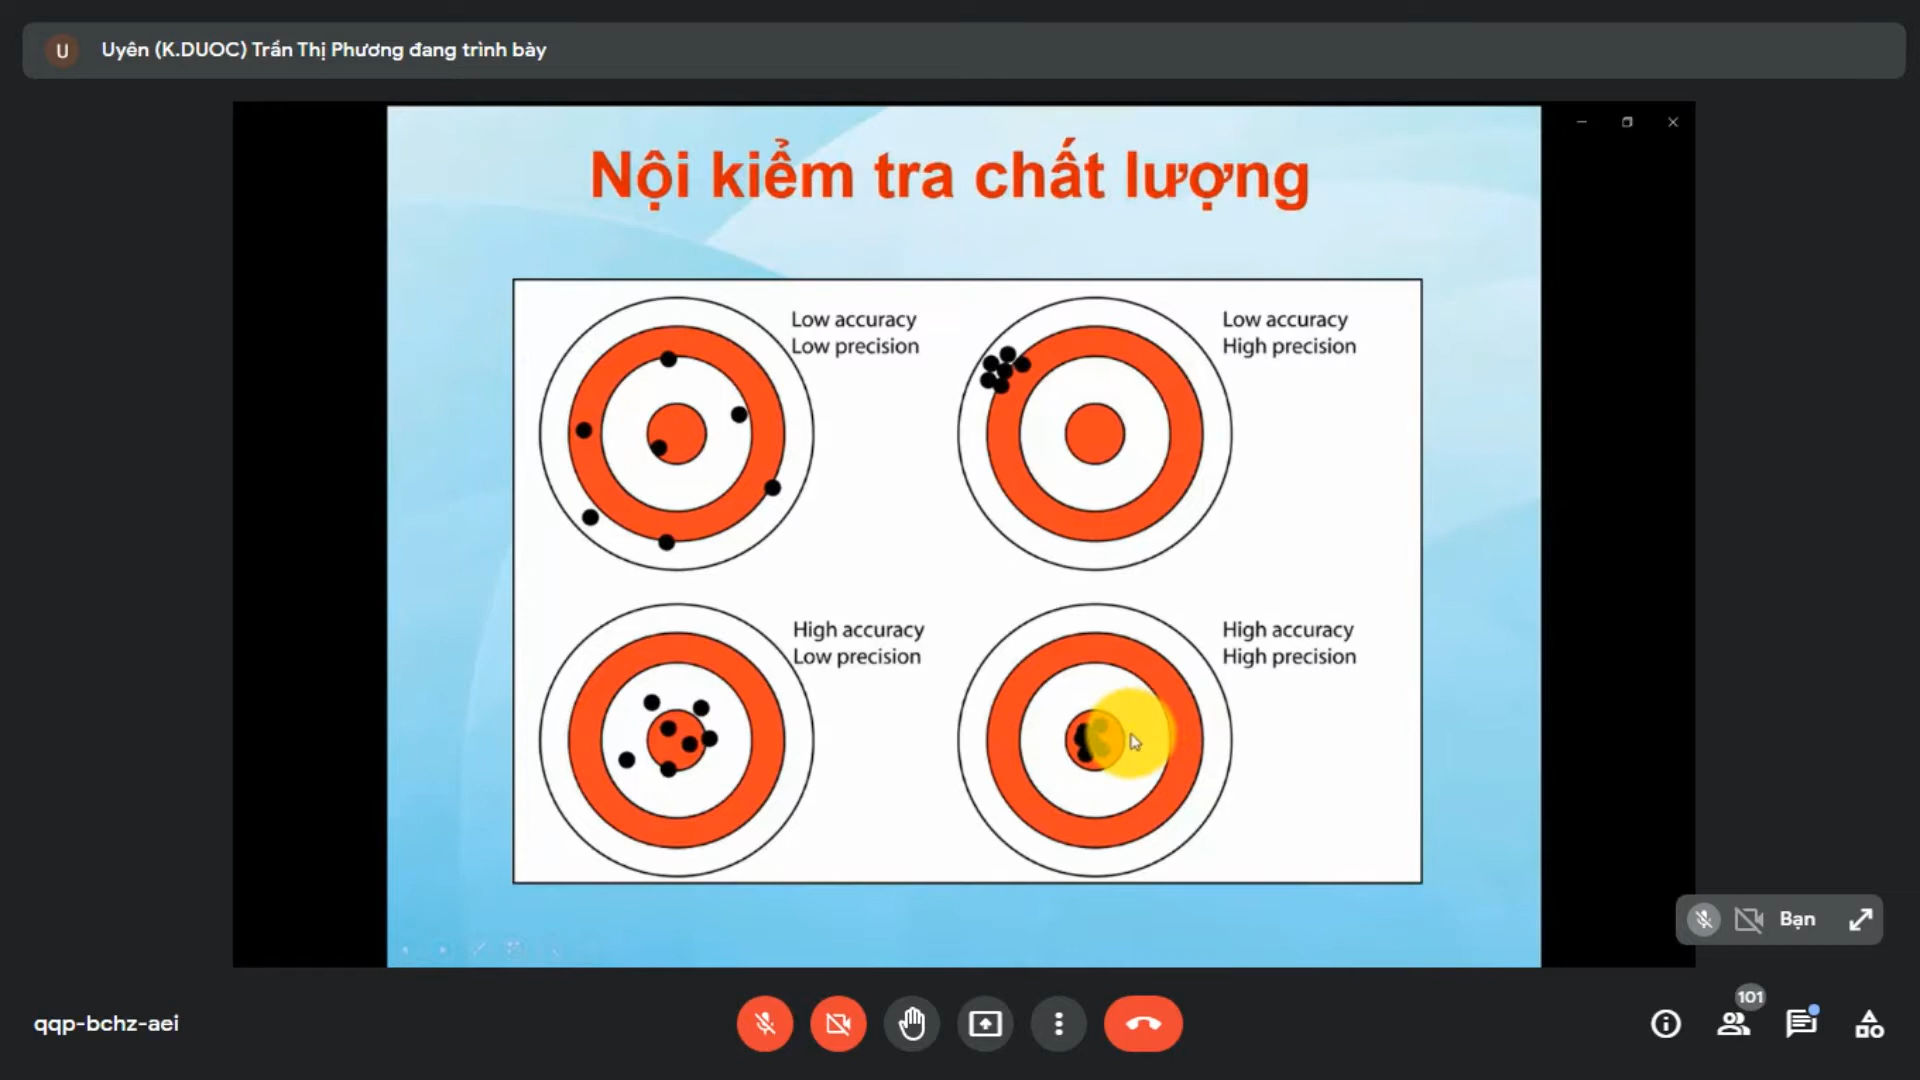 U
Uyên (K.DUOC) Trần Thị Phương đang trình bày
Nội kiểm tra chất lượng
Low accuracy
Low precision
Low accuracy
High precision
High accuracy
Low precision
High accuracy
High precision
Bạn
101
qqp-bchz-aei